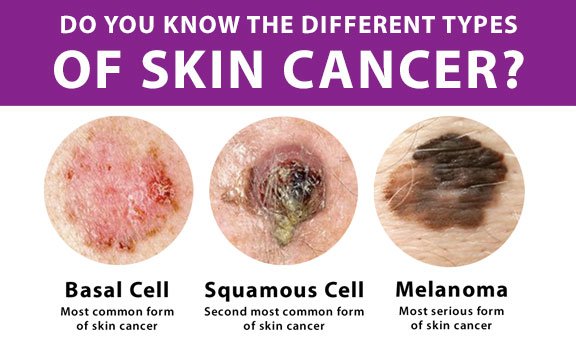 DO YOU KNOW THE DIFFERENT TYPES
OF SKIN CANCER?
Basal Cell
Most common form
of skin cancer
Squamous Cell
Second most common form
of skin cancer
Melanoma
Most serious form
of skin cancer